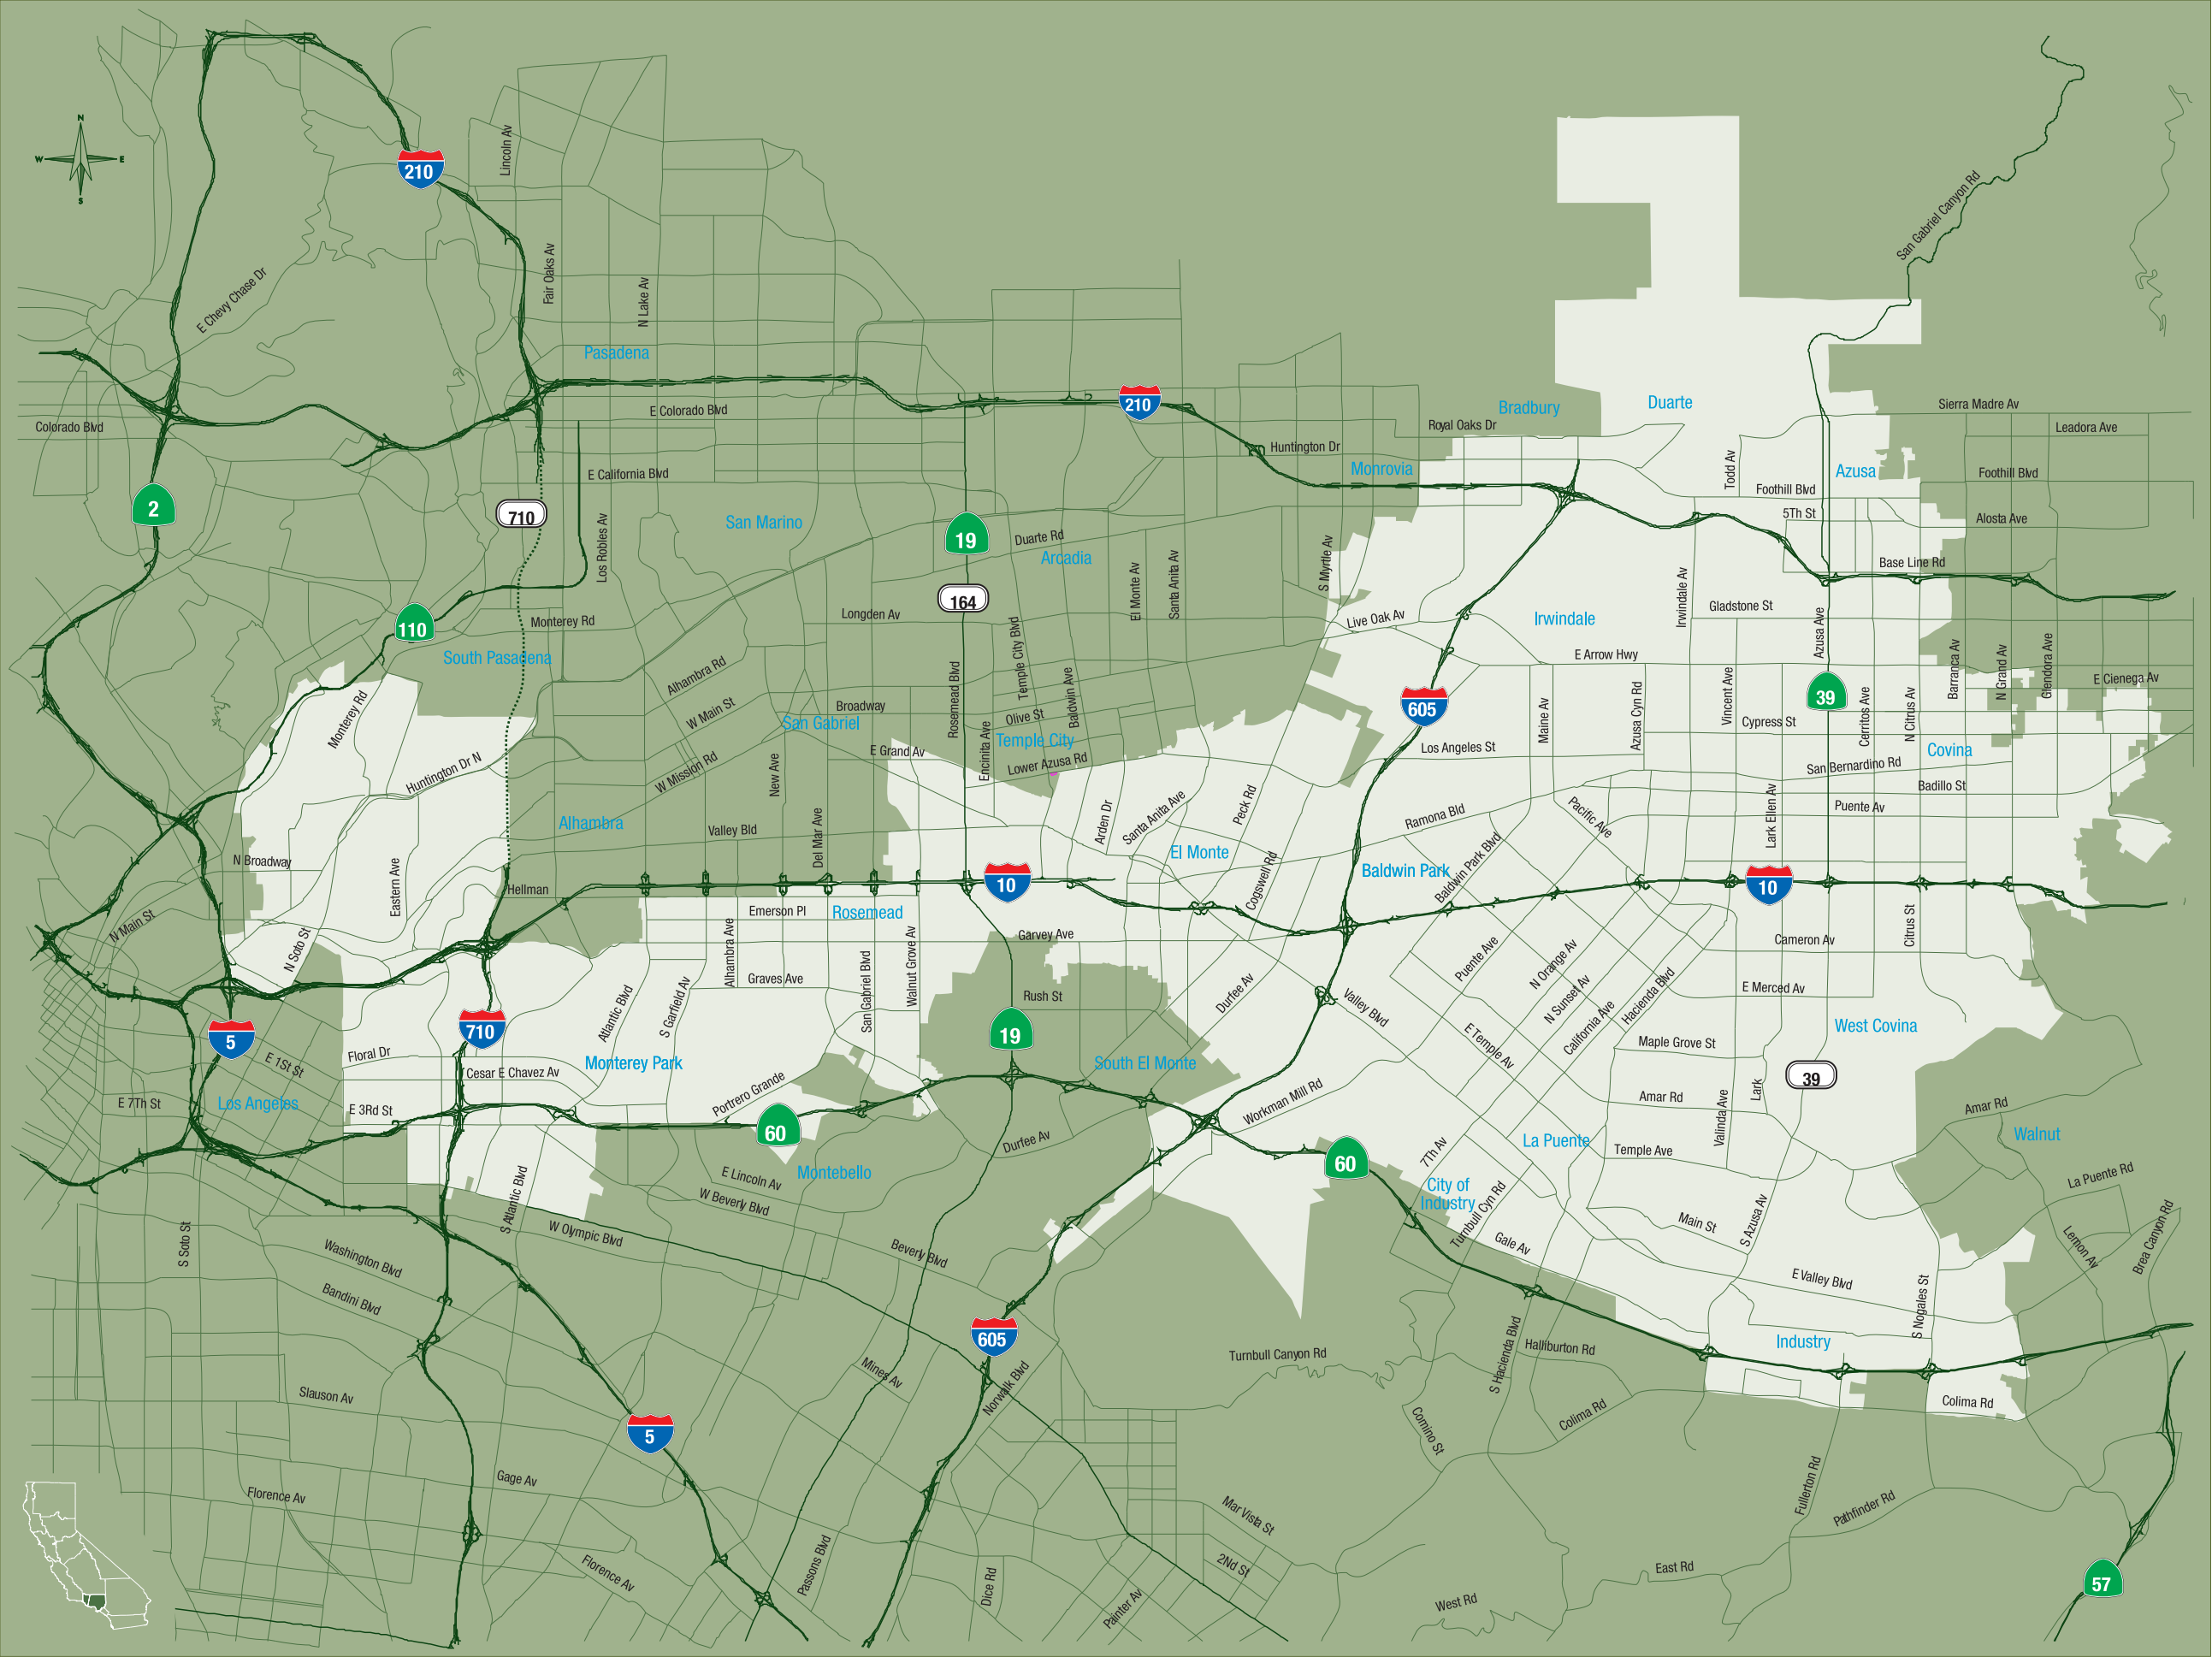 N
W
E
S
210
Lincoln Av
San Gabriel Canyon Rd
Fair Oaks Av
N Lake Av
E Chevy Chase Dr
Pasadena
210
E Colorado Blvd
Colorado Blvd
Bradbury
Duarte
Sierra Madre Av
Royal Oaks Dr
Leadora Ave
Huntington Dr
Monrovia
E California Blvd
Todd Av
Azusa
Foothill Blvd
Foothill Blvd
2
710
San Marino
5Th St
Alosta Ave
19
Duarte Rd
Arcadia
Los Robles Av
El Monte Av
Santa Anita Av
S Myrtle Av
Base Line Rd
164
Irwindale Av
110
Monterey Rd
Longden Av
Live Oak Av
Irwindale
Gladstone St
Azusa Ave
South Pasadena
Temple City Blvd
E Arrow Hwy
Barranca Av
N Grand Av
Glendora Ave
E Cienega Av
Alhambra Rd
Rosemead Blvd
Baldwin Ave
605
Azusa Cyn Rd
Vincent Ave
39
Monterey Rd
W Main St
San Gabriel
Broadway
Olive St
Maine Av
Cypress St
Cerritos Ave
N Citrus Av
Temple City
Encinita Ave
E Grand Av
Lower Azusa Rd
Los Angeles St
Covina
Huntington Dr N
W Mission Rd
New Ave
San Bernardino Rd
Badillo St
Alhambra
Valley Bld
Del Mar Ave
Arden Dr
Santa Anita Ave
Peck Rd
Ramona Bld
Pacific Ave
Lark Ellen Av
Puente Av
N Broadway
Eastern Ave
El Monte
Cogswell Rd
Baldwin Park
Baldwin Park Blvd
Hellman
10
10
N Main St
N Soto St
Emerson Pl
Rosemead
Garvey Ave
Citrus St
Cameron Av
Alhambra Ave
Graves Ave
San Gabriel Blvd
Walnut Grove Av
Puente Ave
N Orange Av
N Sunset Av
California Ave
Hacienda Blvd
E Merced Av
Atlantic Blvd
S Garfield Av
Rush St
Durfee Av
Valley Blvd
West Covina
5
710
19
E Temple Av
Maple Grove St
E 1St St
Floral Dr
Monterey Park
South El Monte
39
Cesar E Chavez Av
Lark
E 7Th St
Los Angeles
E 3Rd St
Portrero Grande
Workman Mill Rd
Amar Rd
Valinda Ave
Amar Rd
60
Durfee Av
7Th Av
La Puente
Walnut
60
Temple Ave
E Lincoln Av
Montebello
City of
Industry
La Puente Rd
W Beverly Blvd
S Atlantic Blvd
Turnbull Cyn Rd
Main St
S Azusa Av
S Soto St
W Olympic Blvd
Beverly Blvd
Gale Av
Lemon Av
Brea Canyon Rd
Washington Blvd
E Valley Blvd
Bandini Blvd
S Nogales St
605
Industry
Turnbull Canyon Rd
S Hacienda Blvd
Halliburton Rd
Mines Av
Norwalk Blvd
Slauson Av
Colima Rd
Colima Rd
5
Comino St
Gage Av
Fullerton Rd
Florence Av
Mar Vista St
Pathfinder Rd
Florence Av
Passons Blvd
2Nd St
East Rd
Dice Rd
Painter Av
West Rd
57